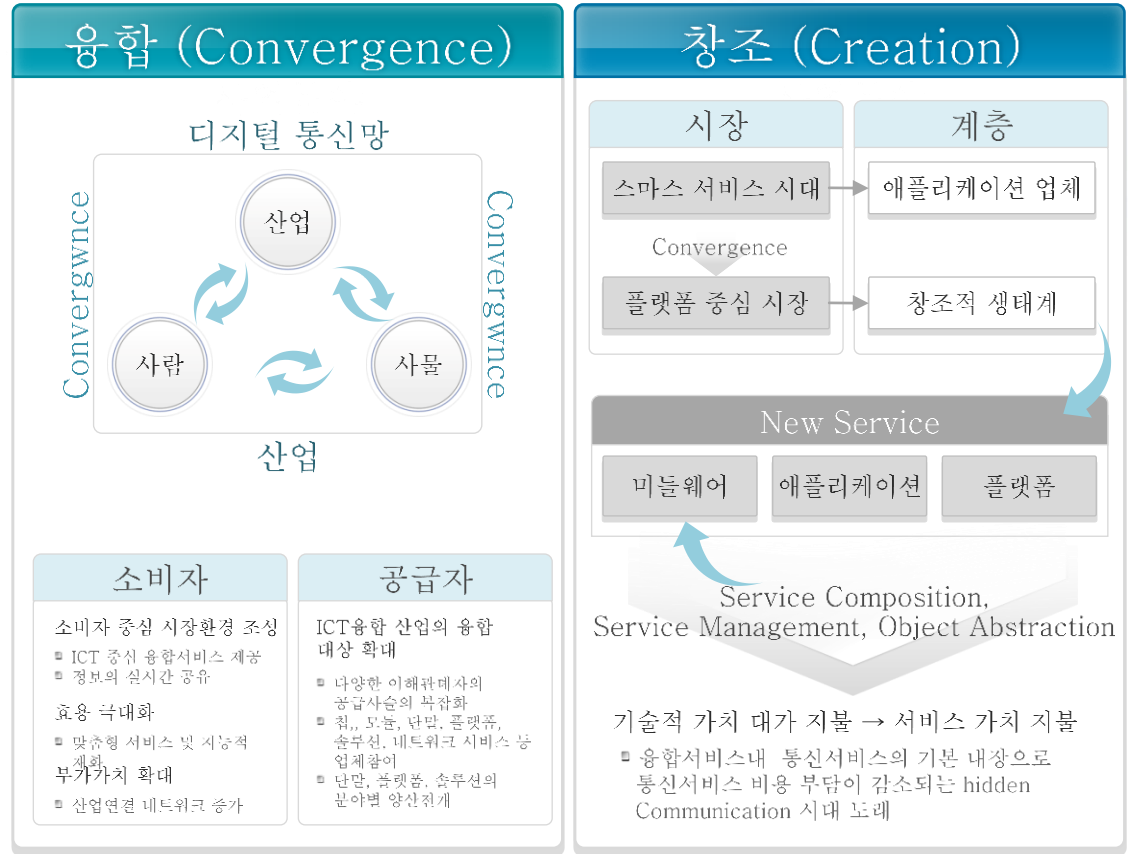 융합 (Convergence)
디지털 통신망
Convergwnce
산업
사람
사물
Convergwnce
산업
소비자
소비자 중심 시장환경 조성
ICT 중심 융합서비스 제공
정보의 실시간 공유
효용 극대화
맞춤형 서비스 및 지능적
재화
부가가치 확대
산업연결 네트워크 증가
공급자
ICT융합 산업의 융합
대상 확대
다양한 이해관계자의
공급사슬의 복잡화
칩,, 모듈, 단말, 플랫폼,
솔루션, 네트워크 서비스 등
업체참여
단말, 플랫폼, 솔루션의
분야별 양산전개
창조 (Creation)
시장
계층
스마스 서비스 시대
애플리케이션 업체
Convergence
플랫폼 중심 시장
창조적 생태계
New Service
미들웨어
애플리케이션
플랫폼
Service Composition,
Service Management, Object Abstraction
기술적 가치 대가 지불 → 서비스 가치 지불
융합서비스내 통신서비스의 기본 내장으로
통신서비스 비용 부담이 감소되는 hidden
Communication 시대 도래